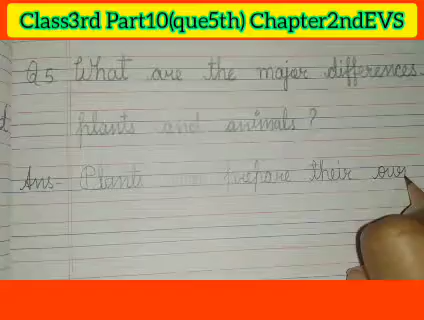 Class3rd Part10(que5th) Chapter2ndEVS
Q5 What are the major differences
plants and animals ?
Ans- Plants prepare their own